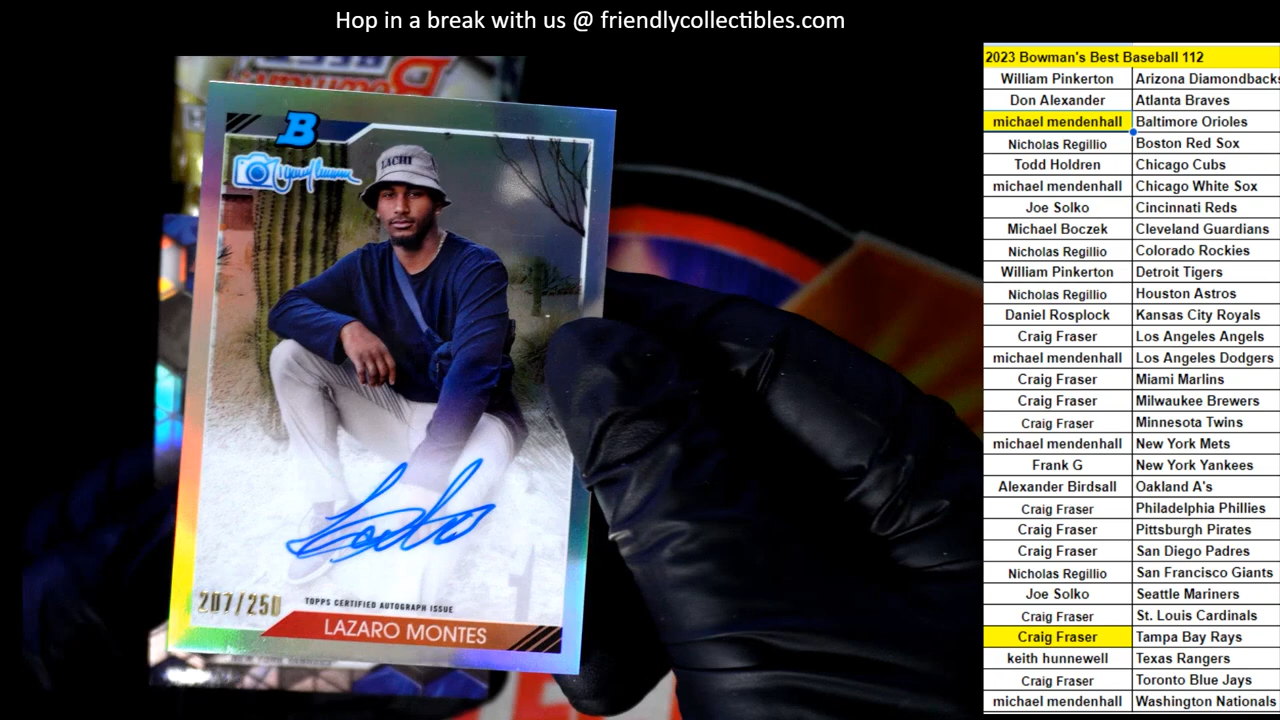 Hop in a break with us @ friendlycollectibles.com
B
LACHI
207/250
TOPPS CERTIFIED AUTOGRAPH ISSUE
LAZARO MONTES
2023 Bowman's Best Baseball 112
William Pinkerton Arizona Diamondbacks
Don Alexander Atlanta Braves
michael mendenhall Baltimore Orioles
Nicholas Regillio Boston Red Sox
Todd Holdren Chicago Cubs
michael mendenhall Chicago White Sox
Joe Solko Cincinnati Reds
Michael Boczek Cleveland Guardians
Nicholas Regillio Colorado Rockies
William Pinkerton Detroit Tigers
Nicholas Regillio Houston Astros
Daniel Rosplock Kansas City Royals
Craig Fraser Los Angeles Angels
michael mendenhall Los Angeles Dodgers
Craig Fraser Miami Marlins
Craig Fraser Milwaukee Brewers
Craig Fraser Minnesota Twins
michael mendenhall New York Mets
Frank G New York Yankees
Alexander Birdsall Oakland A's
Craig Fraser Philadelphia Phillies
Craig Fraser Pittsburgh Pirates
Craig Fraser San Diego Padres
Nicholas Regillio San Francisco Giants
Joe Solko Seattle Mariners
Craig Fraser St. Louis Cardinals
Craig Fraser Tampa Bay Rays
keith hunnewell Texas Rangers
Craig Fraser Toronto Blue Jays
michael mendenhall Washington Nationals